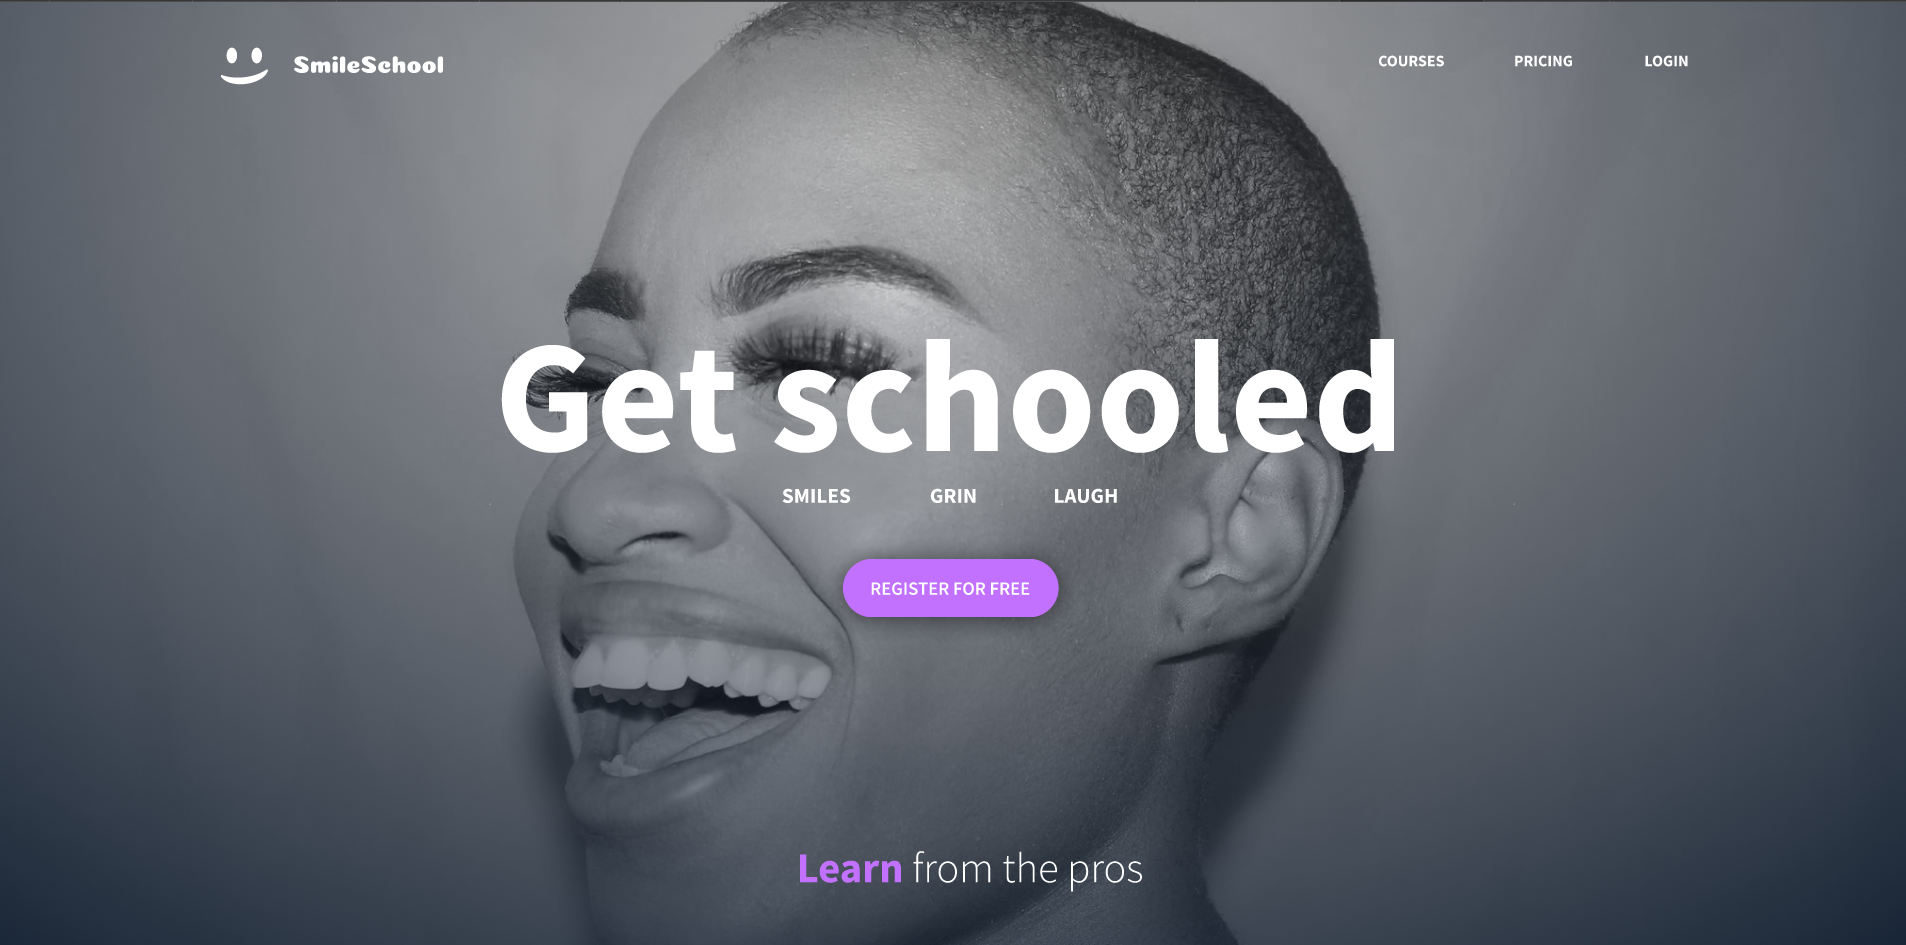 SmileSchool
COURSES PRICING LOGIN
Get schooled
SMILES GRIN LAUGH
REGISTER FOR FREE
Learn from the pros